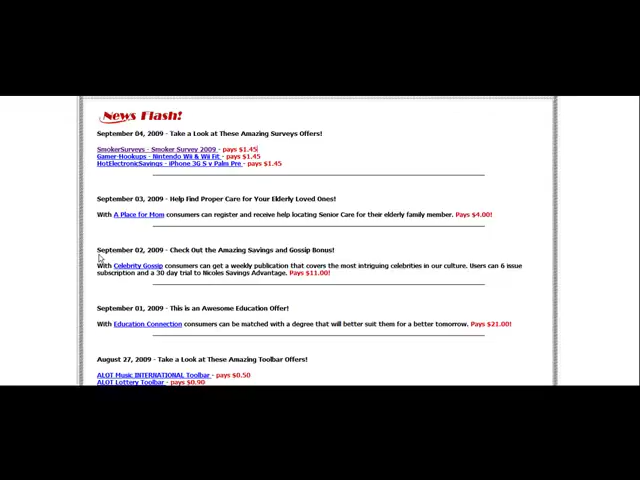 News Flash!
September 04, 2009 - Take a Look at These Amazing Surveys Offers!
SmokerSurveys - Smoker Survey 2009 - pays $1.45
Gamer-Hookups - Nintendo Wii & Wii Fit - pays $1.45
HotElectronicSavings - iPhone 3G S v Palm Pre - pays $1.45
September 03, 2009 - Help Find Proper Care for Your Elderly Loved Ones!
With A Place for Mom consumers can register and receive help locating Senior Care for their elderly family member. Pays $4.00!
September 02, 2009 - Check Out the Amazing Savings and Gossip Bonus!
With Celebrity Gossip consumers can get a weekly publication that covers the most intriguing celebrities in our culture. Users can 6 issue
subscription and a 30 day trial to Nicoles Savings Advantage. Pays $11.00!
September 01, 2009 - This is an Awesome Education Offer!
With Education Connection consumers can be matched with a degree that will better suit them for a better tomorrow. Pays $21.00!
August 27, 2009 - Take a Look at These Amazing Toolbar Offers!
ALOT Music INTERNATIONAL Toolbar - pays $0.50
ALOT Lottery Toolbar - pays $0.90